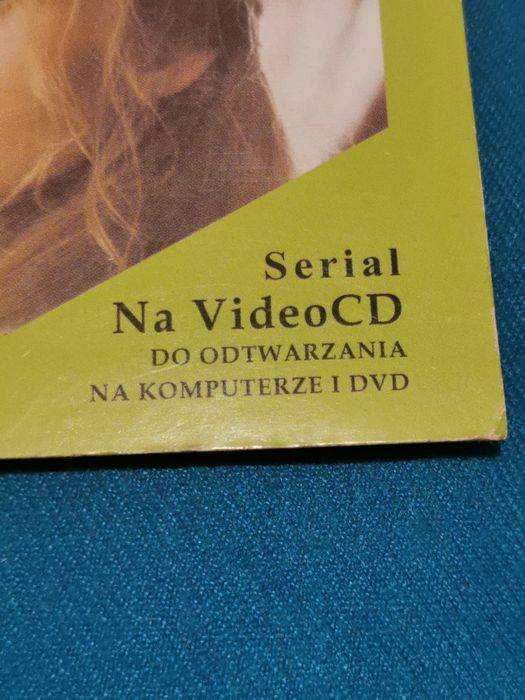 Serial
Na VideoCD
DO ODTWARZANIA
NA KOMPUTERZE I DVD